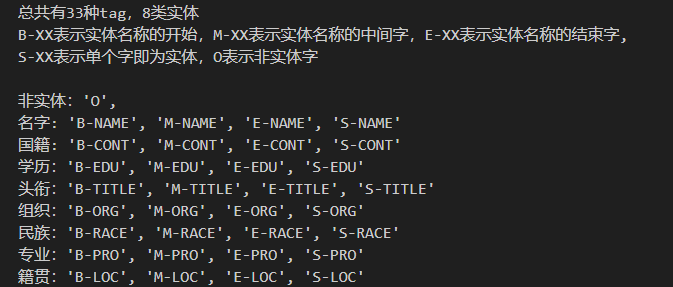 总共有33种tag，8类实体
B-XX表示实体名称的开始，M-XX表示实体名称的中间字，E-XX表示实体名称的结束字，
S-XX表示单个字即为实体，O表示非实体字
非实体：'O',
名字：'B-NAME', 'M-NAME', 'E-NAME', 'S-NAME'
国籍：'B-CONT', 'M-CONT', 'E-CONT', 'S-CONT'
学历：'B-EDU', 'M-EDU', 'E-EDU', 'S-EDU'
头衔：'B-TITLE', 'M-TITLE', 'E-TITLE', 'S-TITLE'
组织：'B-ORG', 'M-ORG', 'E-ORG', 'S-ORG'
民族：'B-RACE', 'M-RACE', 'E-RACE', 'S-RACE'
专业：'B-PRO', 'M-PRO', 'E-PRO', 'S-PRO'
籍贯：'B-LOC', 'M-LOC', 'E-LOC', 'S-LOC'